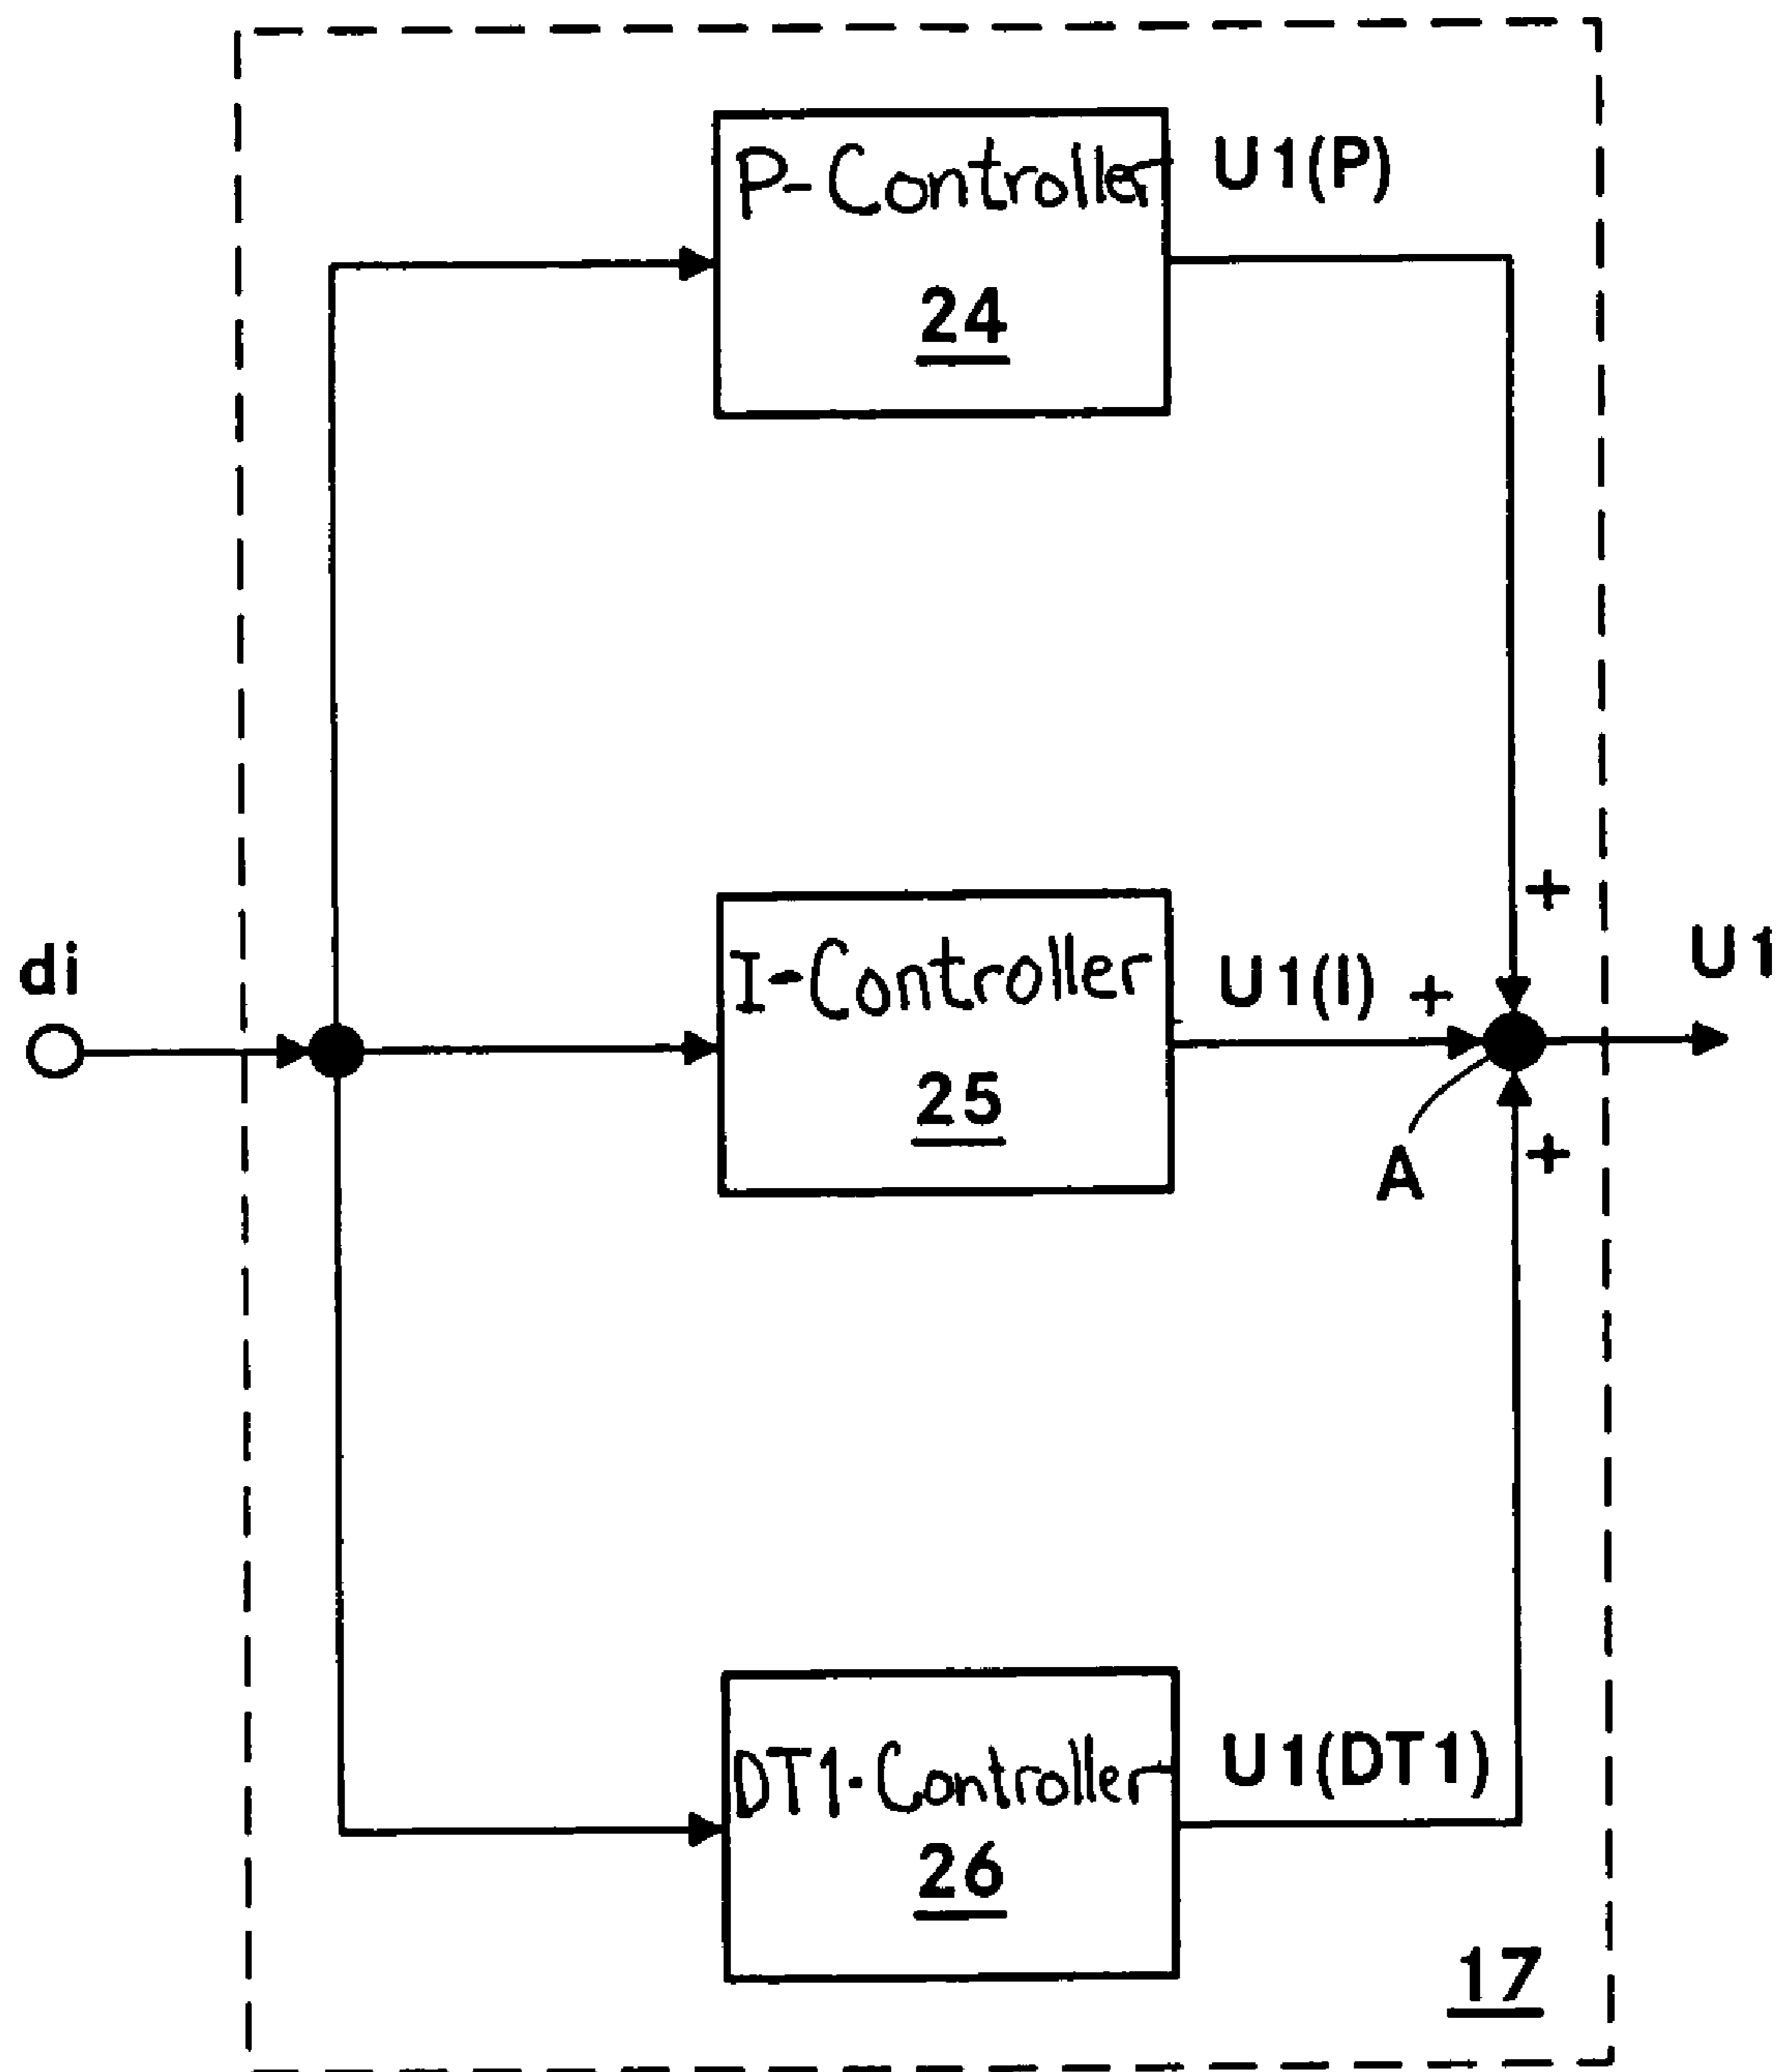 P-Controller
U1(P)
24
+
di
I-Controller
U1(I)
+
U1
25
A
+
DT1-Controller
U1(DT1)
26
17